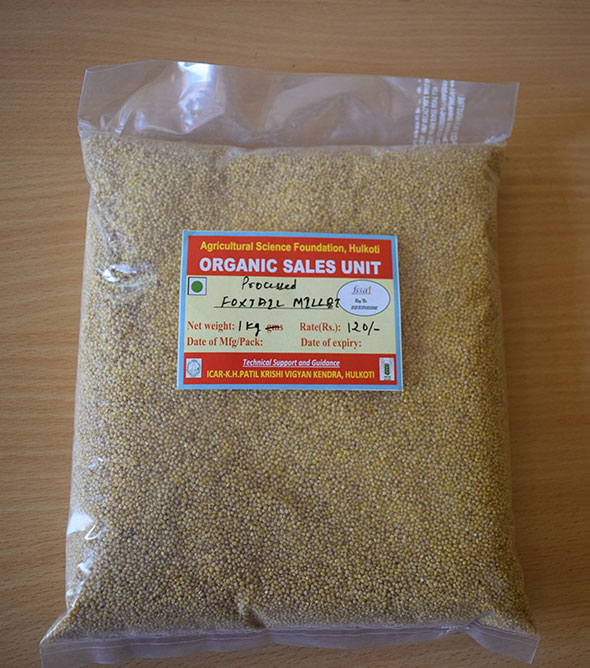 Agricultural Science Foundation, Hulkoti
ORGANIC SALES UNIT
Processed
FOXTAIL MILLET
fssai
Net weight: 1 kg gms Rate(Rs.): 120/-
Date of Mfg/Pack: Date of expiry:
Technical Support and Guidance
ICAR-K.H.PATIL KRISHI VIGYAN KENDRA, HULKOTI